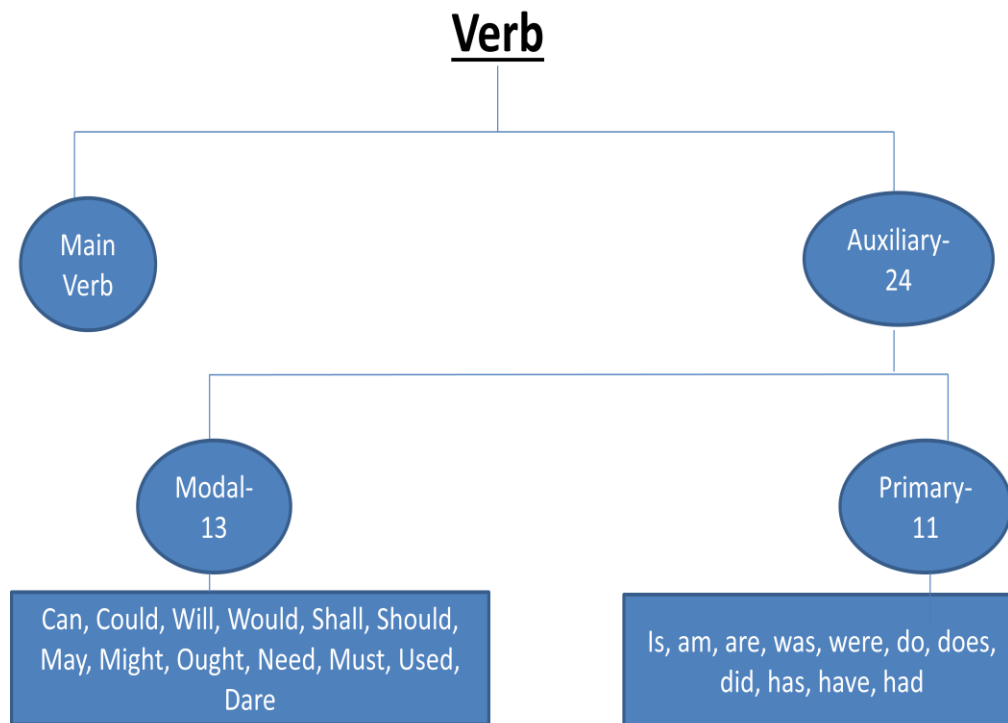 Verb
Main
Verb
Auxiliary-
24
Modal-
13
Primary-
11
Can, Could, Will, Would, Shall, Should,
May, Might, Ought, Need, Must, Used,
Dare
Is, am, are, was, were, do, does,
did, has, have, had